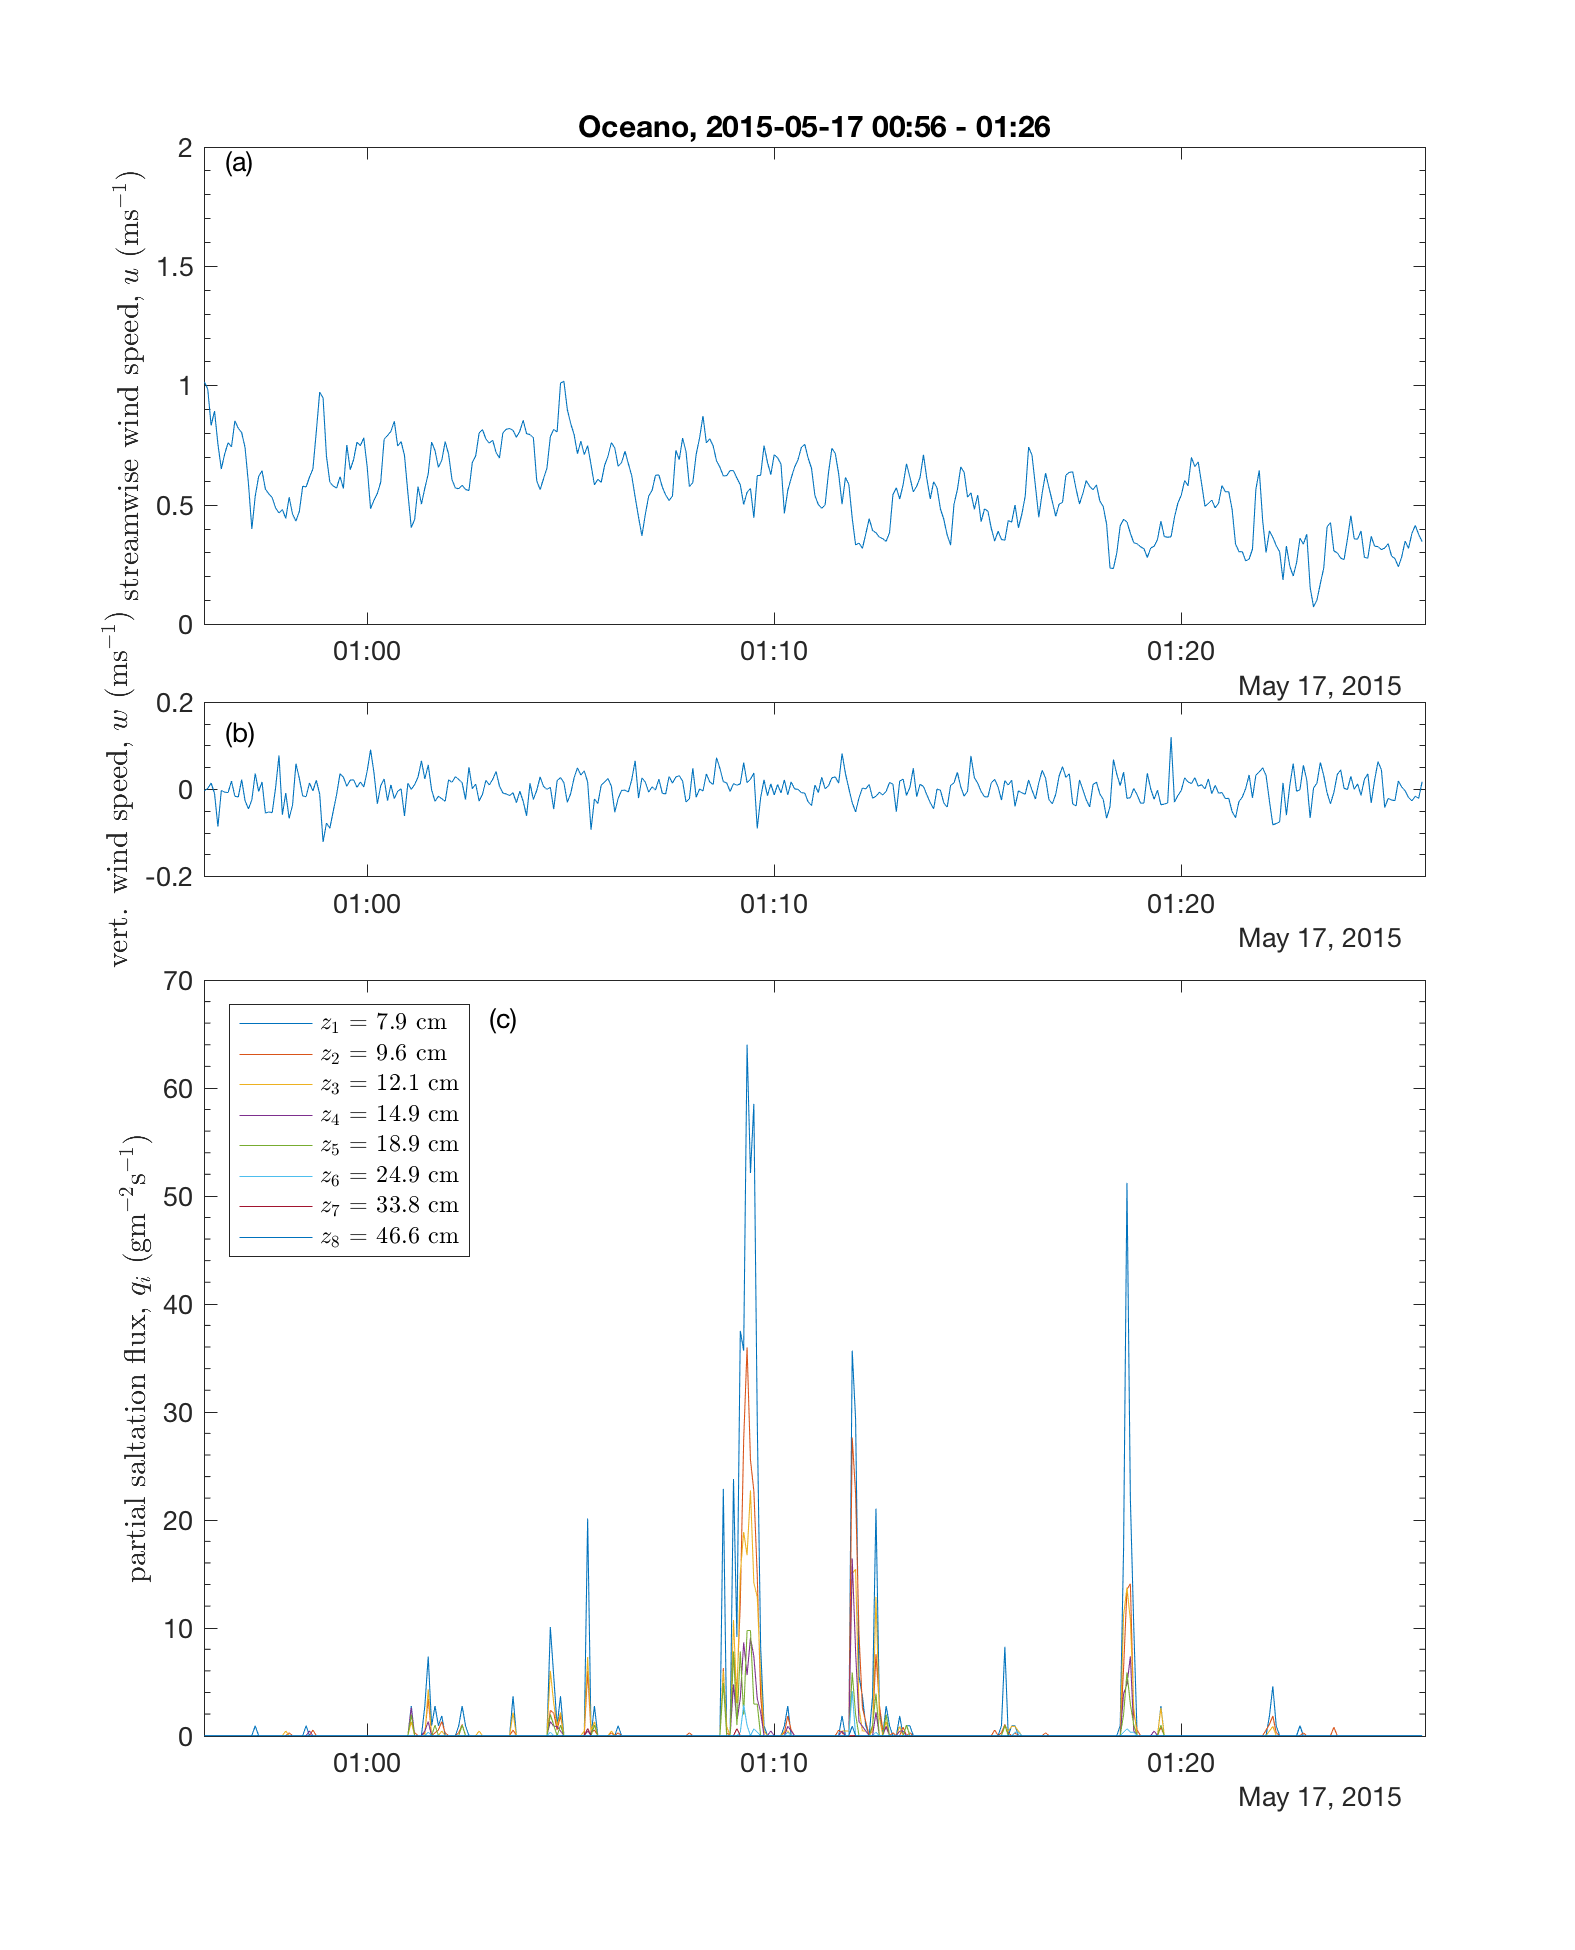 Oceano, 2015-05-17 00:56 - 01:26
(a)
streamwise wind speed, u (ms⁻¹)
2
1.5
1
0.5
0
01:00 01:10 01:20
May 17, 2015
(b)
vert. wind speed, w (ms⁻¹)
0.2
0
-0.2
01:00 01:10 01:20
May 17, 2015
(c)
partial saltation flux, qᵢ (gm⁻²s⁻¹)
70
60
50
40
30
20
10
0
z₁ = 7.9 cm
z₂ = 9.6 cm
z₃ = 12.1 cm
z₄ = 14.9 cm
z₅ = 18.9 cm
z₆ = 24.9 cm
z₇ = 33.8 cm
z₈ = 46.6 cm
01:00 01:10 01:20
May 17, 2015